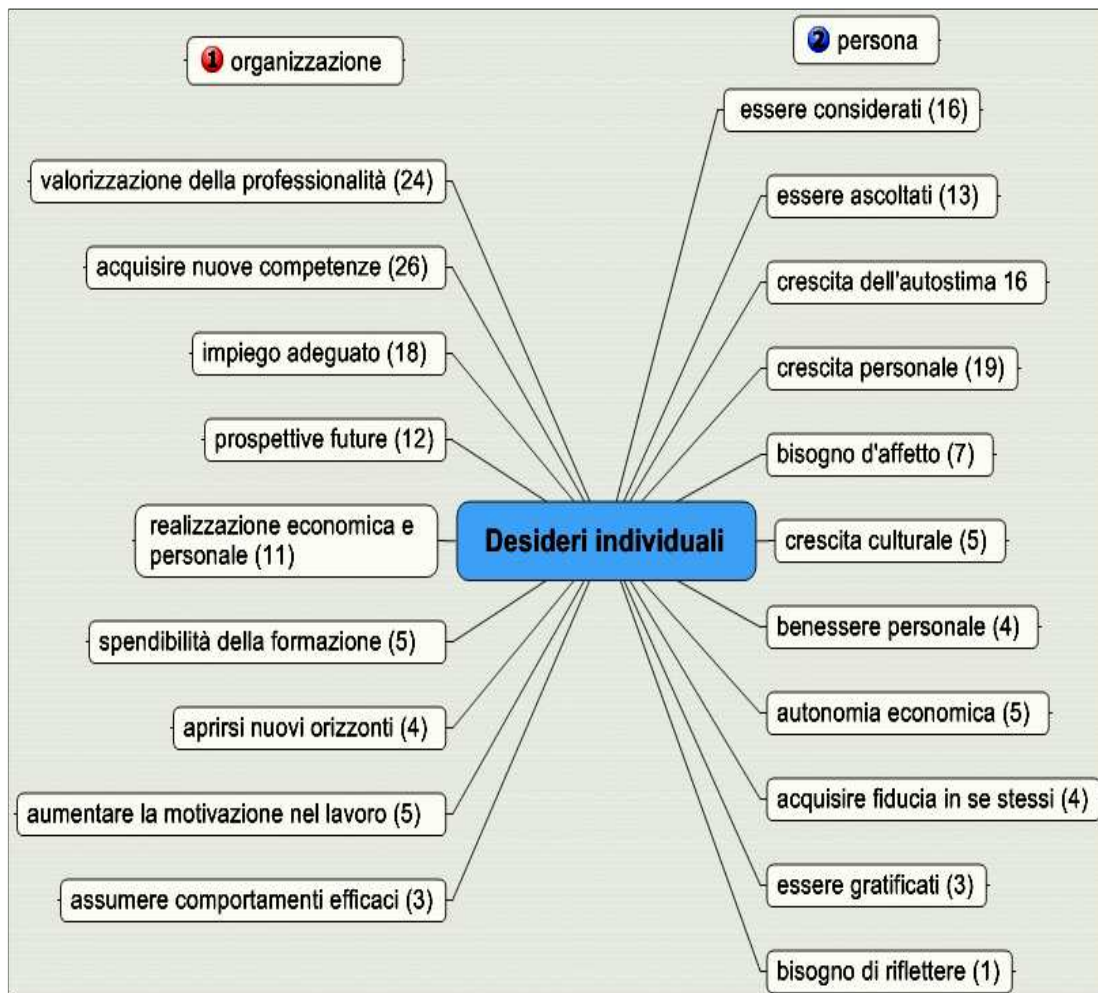 1 organizzazione
valorizzazione della professionalità (24)
acquisire nuove competenze (26)
impiego adeguato (18)
prospettive future (12)
realizzazione economica e
personale (11)
spendibilità della formazione (5)
aprirsi nuovi orizzonti (4)
aumentare la motivazione nel lavoro (5)
assumere comportamenti efficaci (3)
Desideri individuali
2 persona
essere considerati (16)
essere ascoltati (13)
crescita dell'autostima 16
crescita personale (19)
bisogno d'affetto (7)
crescita culturale (5)
benessere personale (4)
autonomia economica (5)
acquisire fiducia in se stessi (4)
essere gratificati (3)
bisogno di riflettere (1)